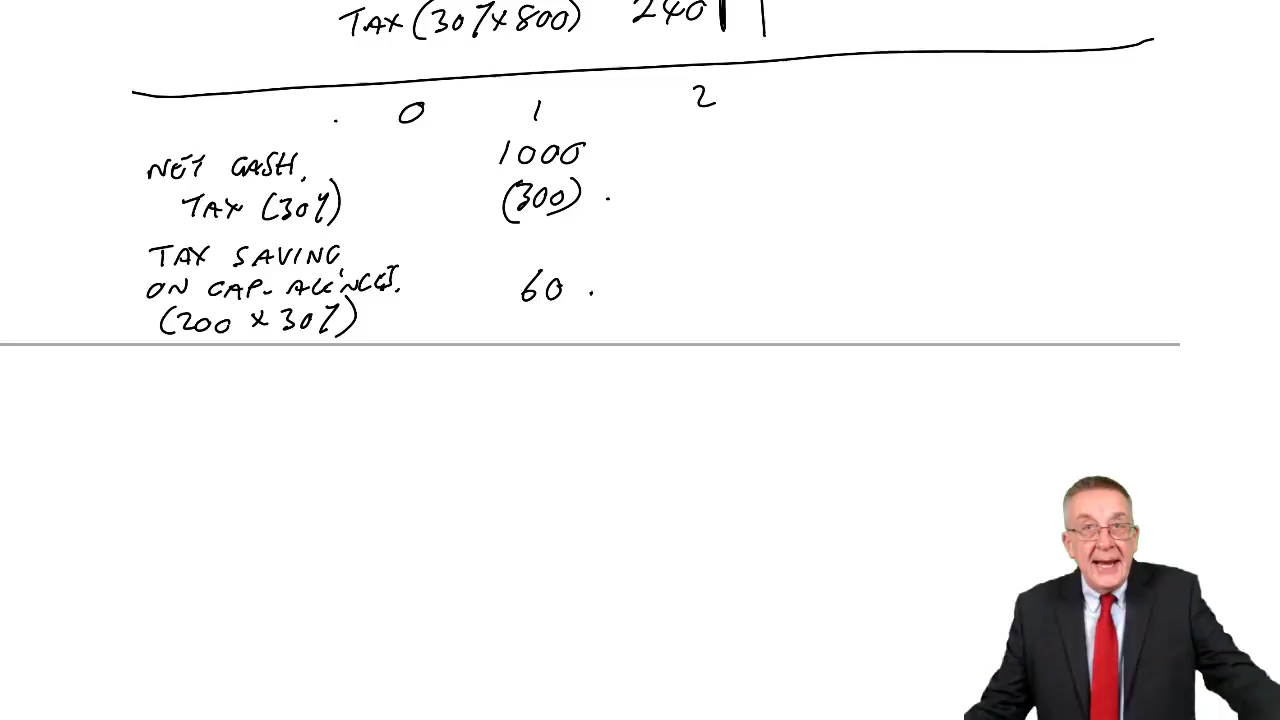 TAX (30% x 800) 240
0 1 2
NET CASH. 1000
TAX (30%) (300) .
TAX SAVING
ON CAP. ALL'NCES. 60 .
(200 x 30%)